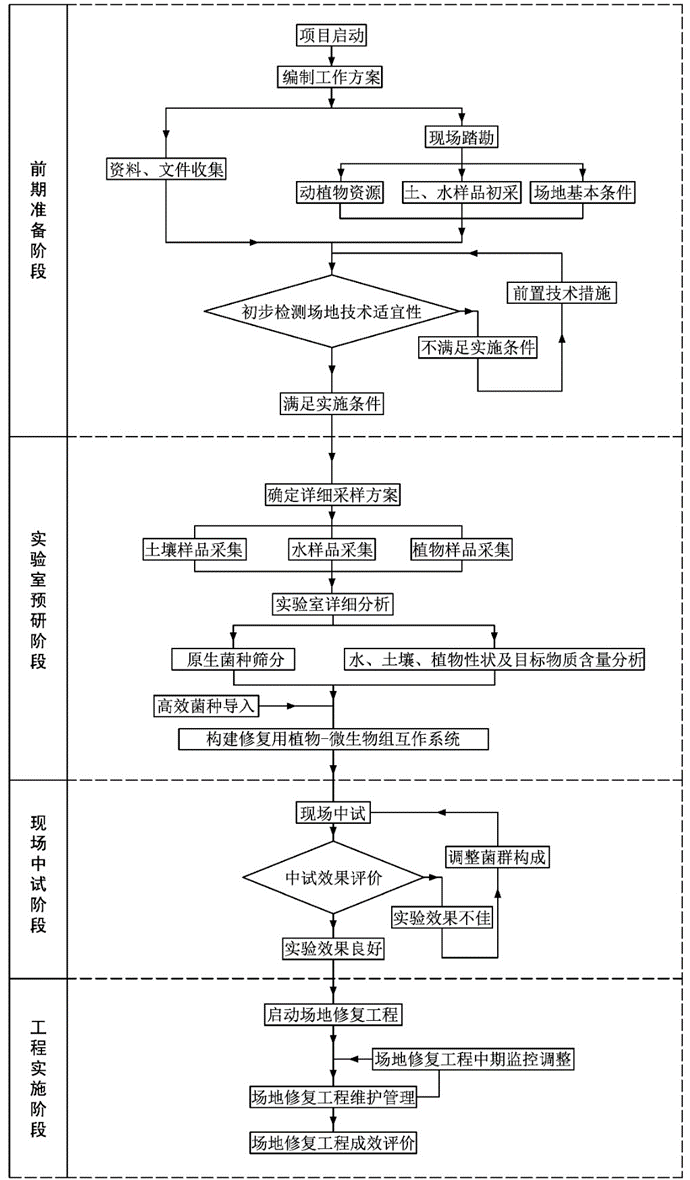 前期准备阶段
项目启动
编制工作方案
现场踏勘
资料、文件收集
动植物资源
土、水样品初采
场地基本条件
前置技术措施
初步检测场地技术适宜性
不满足实施条件
满足实施条件
实验室预研阶段
确定详细采样方案
土壤样品采集
水样品采集
植物样品采集
实验室详细分析
原生菌种筛分
水、土壤、植物性状及目标物质含量分析
高效菌种导入
构建修复用植物-微生物组互作系统
现场中试阶段
现场中试
调整菌群构成
中试效果评价
实验效果不佳
实验效果良好
工程实施阶段
启动场地修复工程
场地修复工程中期监控调整
场地修复工程维护管理
场地修复工程成效评价